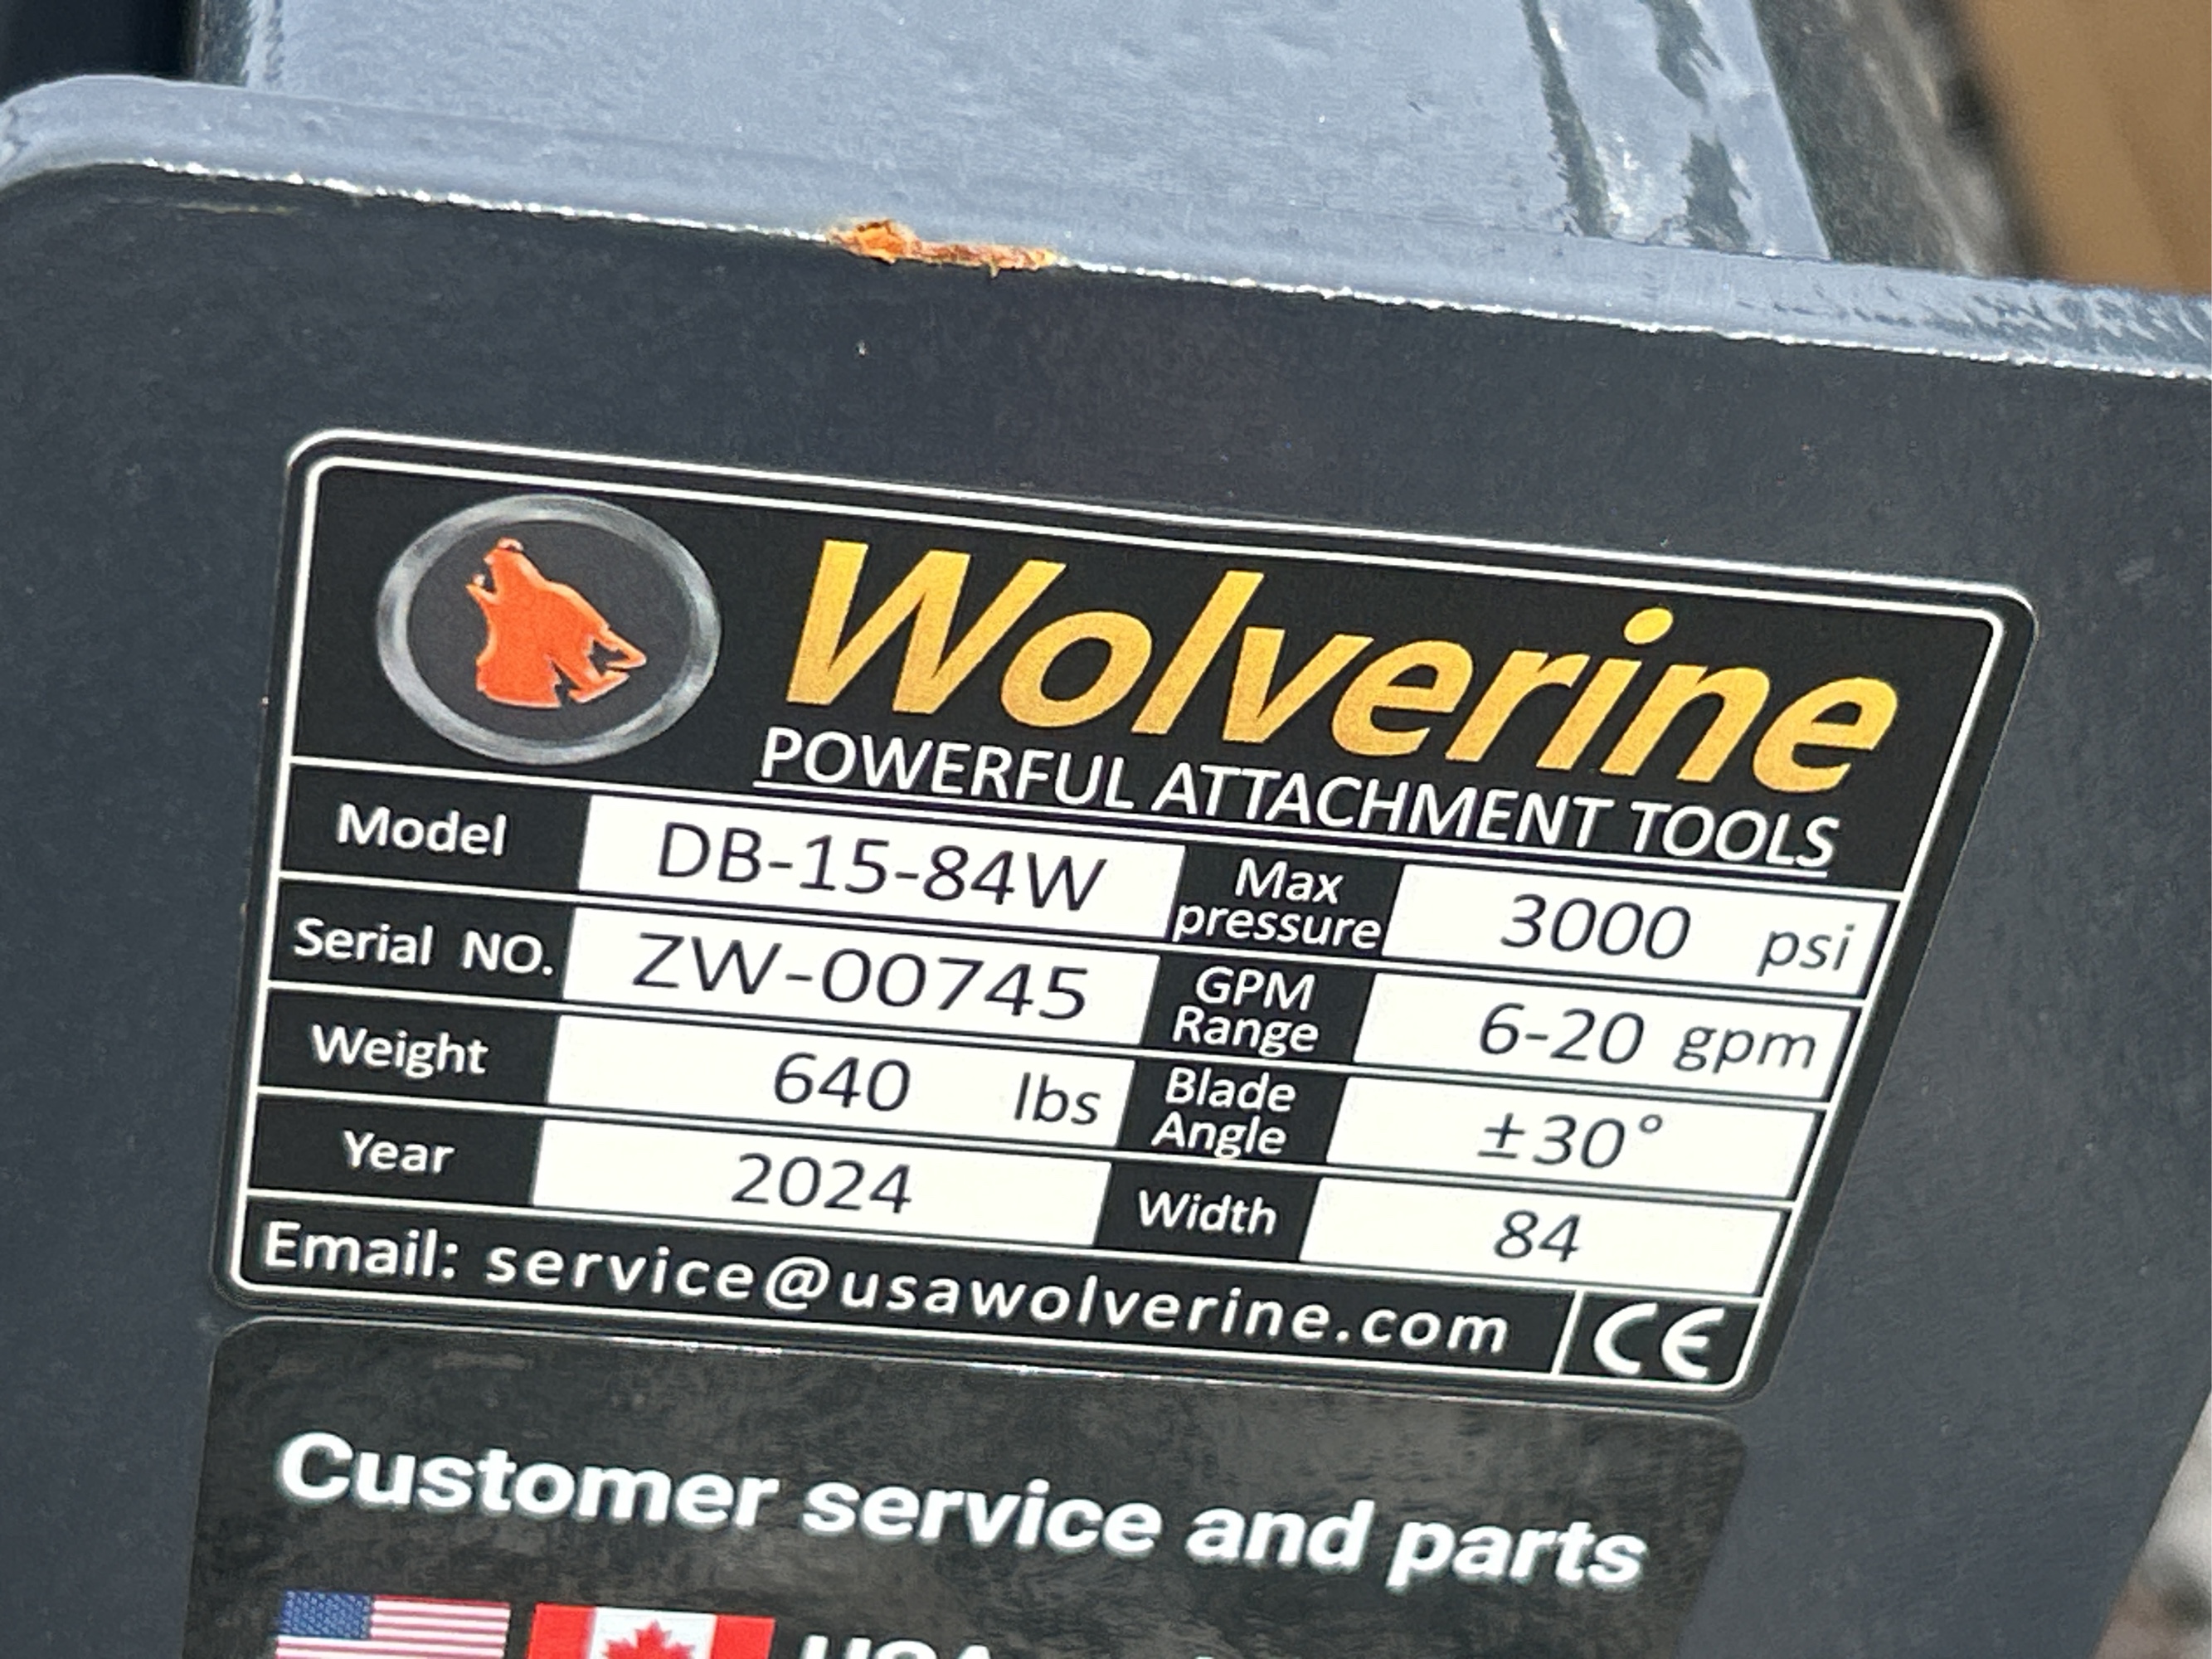 Wolverine
POWERFUL ATTACHMENT TOOLS
Model DB-15-84W Max pressure 3000 psi
Serial NO. ZW-00745 GPM Range 6-20 gpm
Weight 640 lbs Blade Angle ±30°
Year 2024 Width 84
Email: service@usawolverine.com CE
Customer service and parts
USA